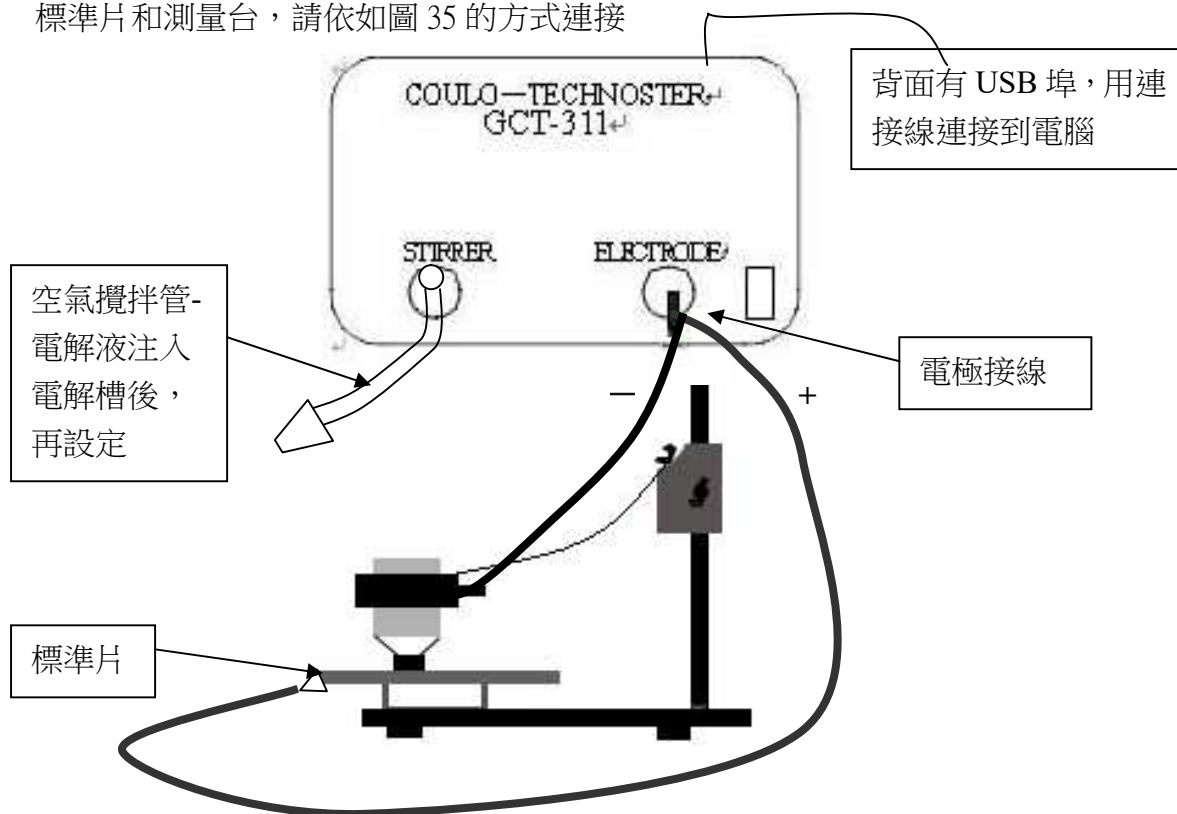 標準片和測量台，請依如圖 35 的方式連接
背面有 USB 埠，用連
接線連接到電腦
COULO—TECHNOSTER↵
GCT-311↵
STIRRER
ELECTRODE
空氣攪拌管-
電解液注入
電解槽後，
再設定
電極接線
—
+
標準片